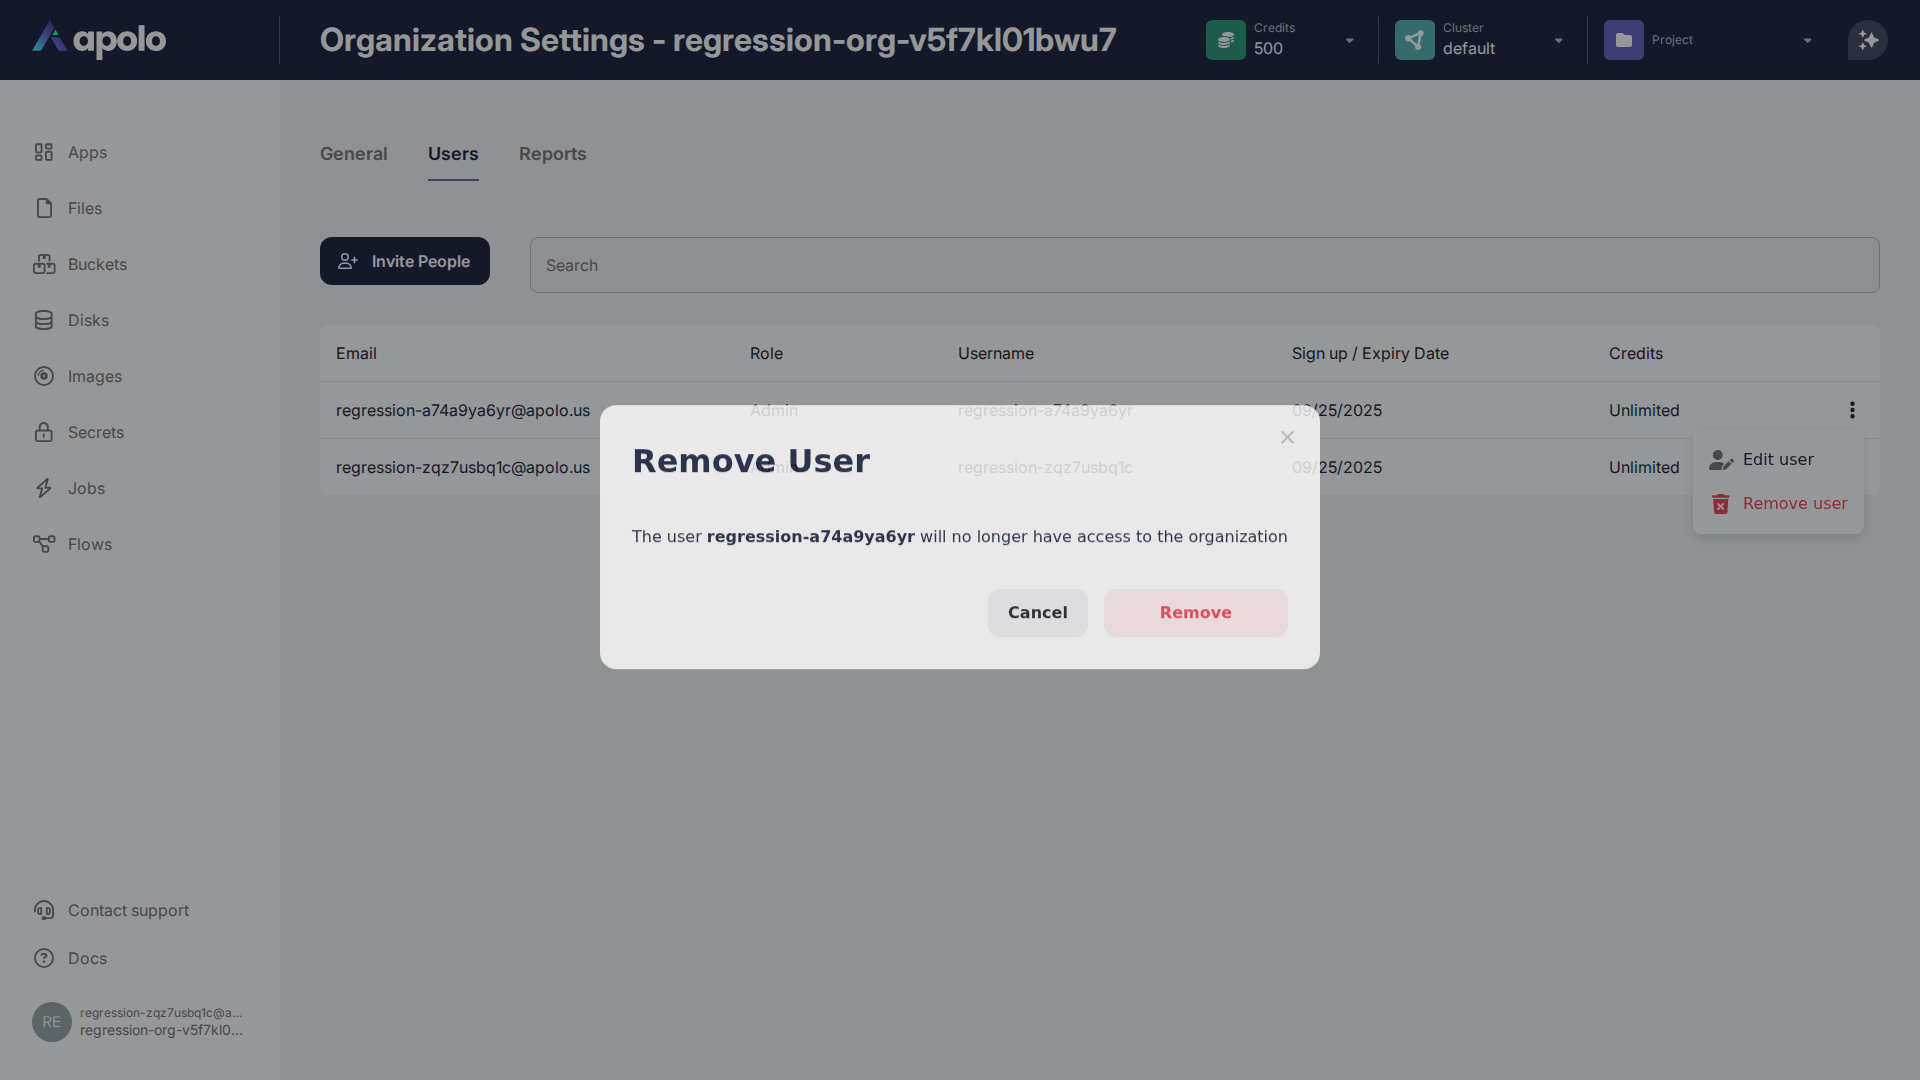 apolo
Organization Settings - regression-org-v5f7kl01bwu7
Credits
500
Cluster
default
Project
Apps
Files
Buckets
Disks
Images
Secrets
Jobs
Flows
Contact support
Docs
RE
regression-zqz7usbq1c@a...
regression-org-v5f7kl0...
General Users Reports
Invite People
Search
Email Role Username Sign up / Expiry Date Credits
regression-a74a9ya6yr@apolo.us Admin regression-a74a9ya6yr 09/25/2025 Unlimited
regression-zqz7usbq1c@apolo.us Admin regression-zqz7usbq1c 09/25/2025 Unlimited
Edit user
Remove user
Remove User
The user regression-a74a9ya6yr will no longer have access to the organization
Cancel Remove